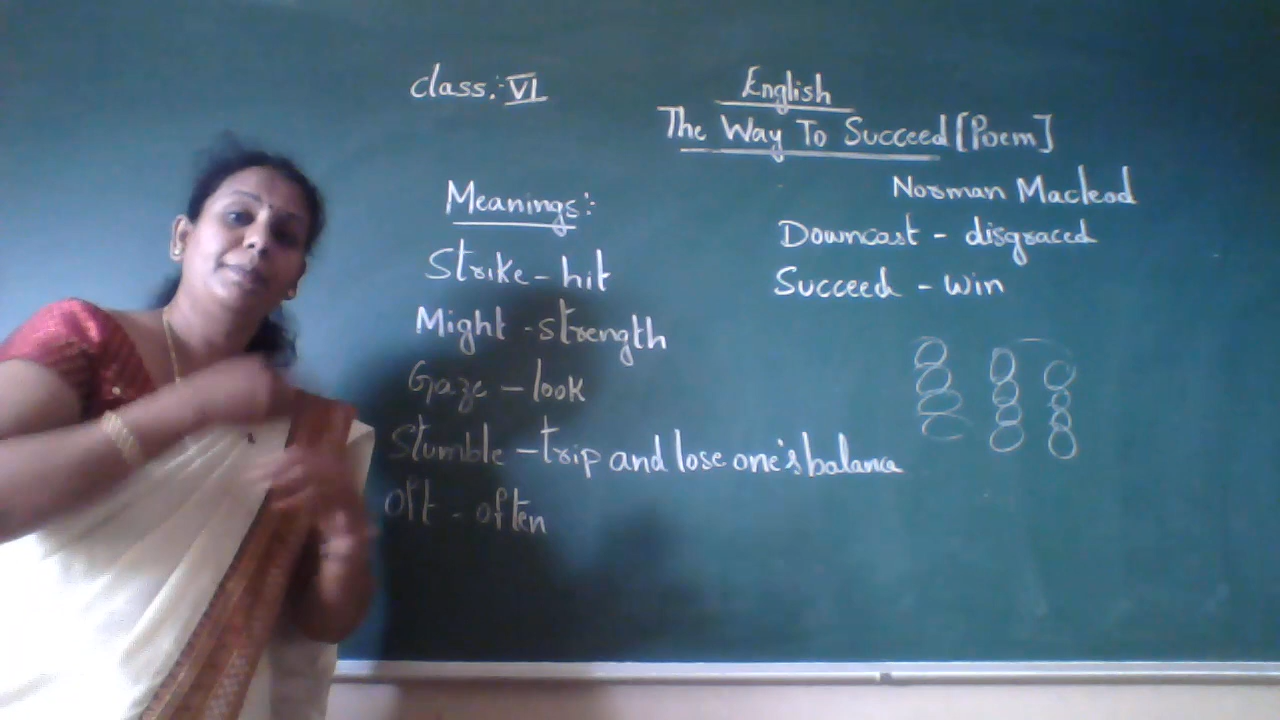 class:- VI
English
The Way To Succeed [Poem]
Norman Macleod
Meanings:-
Strike - hit
Might - strength
Gaze - look
Stumble - trip and lose one's balance
Oft - often
Downcast - disgraced
Succeed - win